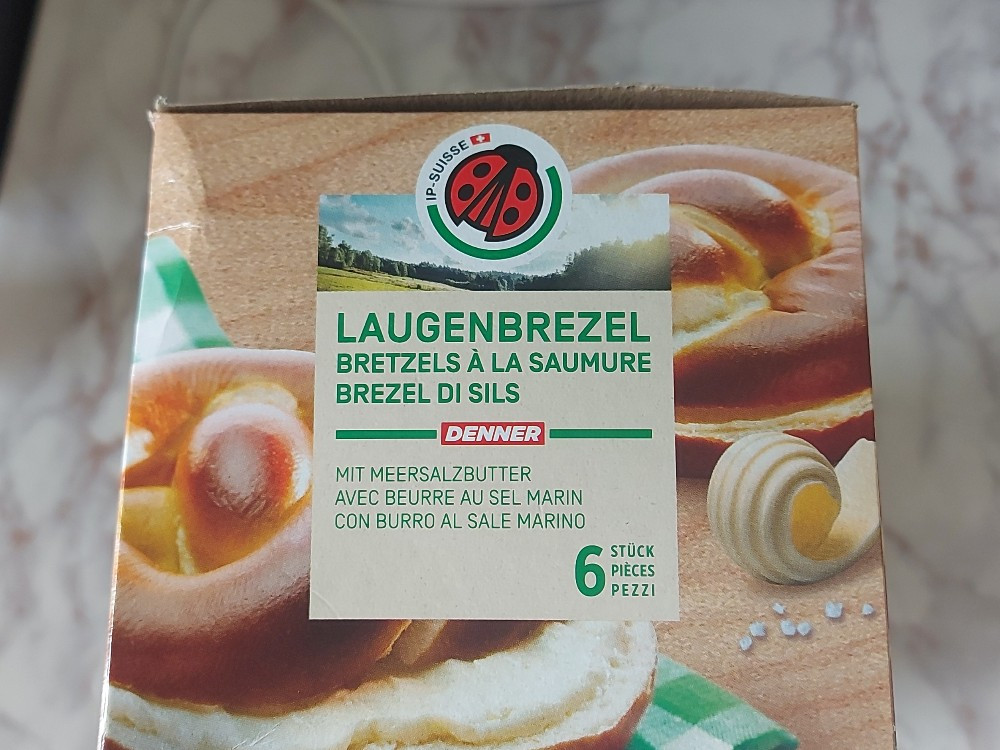 IP-SUISSE
LAUGENBREZEL
BRETZELS À LA SAUMURE
BREZEL DI SILS
DENNER
MIT MEERSALZBUTTER
AVEC BEURRE AU SEL MARIN
CON BURRO AL SALE MARINO
6 STÜCK
PIÈCES
PEZZI